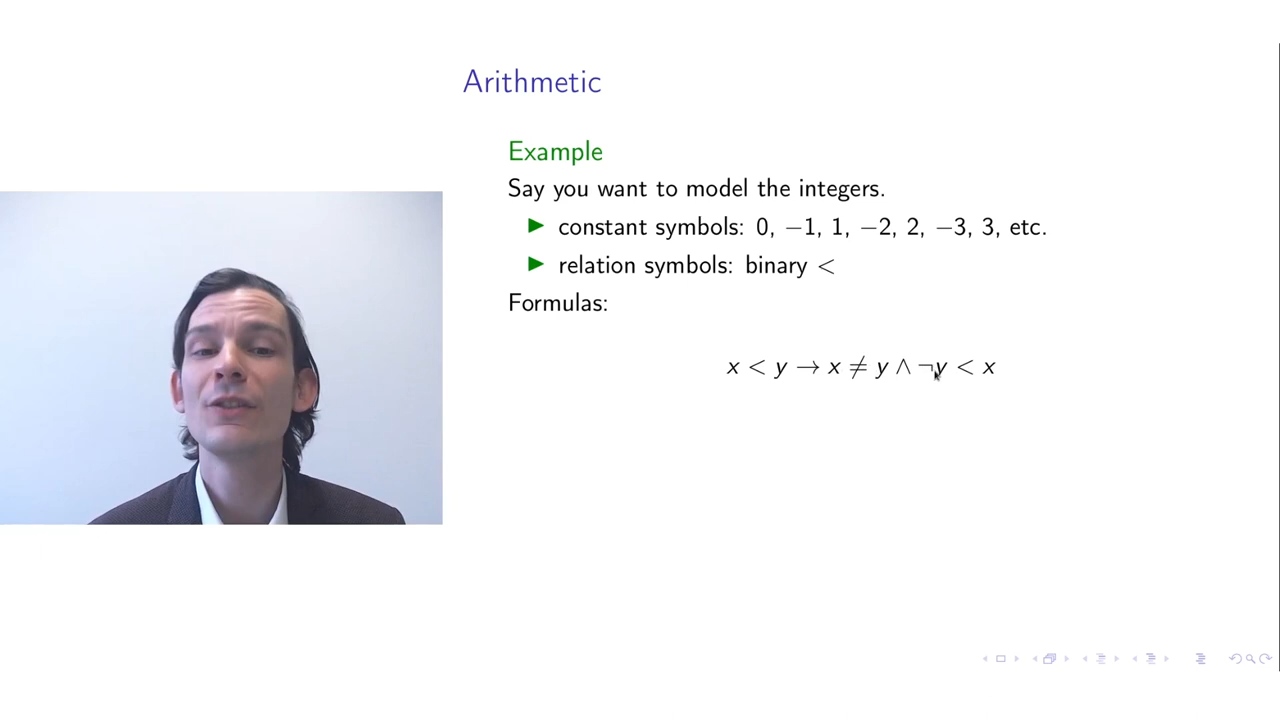 Arithmetic
Example
Say you want to model the integers.
▶ constant symbols: 0, −1, 1, −2, 2, −3, 3, etc.
▶ relation symbols: binary <
Formulas:
x < y → x ≠ y ∧ ¬y < x